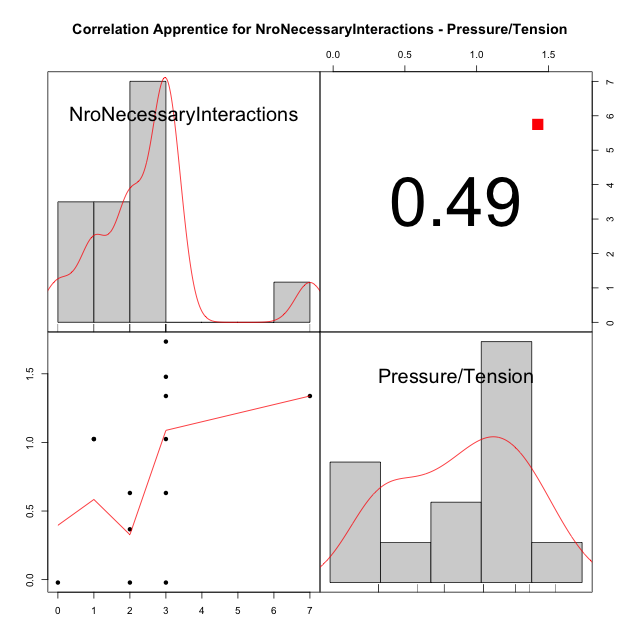 Correlation Apprentice for NroNecessaryInteractions - Pressure/Tension
0.0 0.5 1.0 1.5
NroNecessaryInteractions
0.49
0 1 2 3 4 5 6 7
0.0 0.5 1.0 1.5
Pressure/Tension
0 1 2 3 4 5 6 7